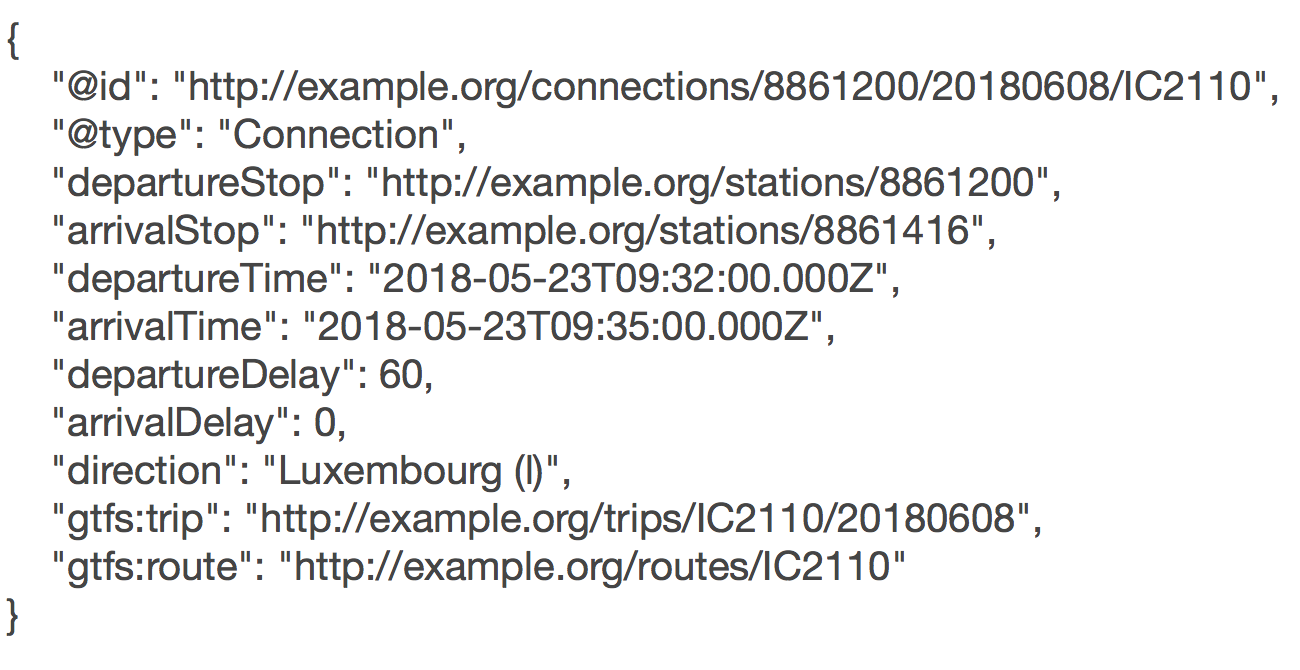 {
"@id": "http://example.org/connections/8861200/20180608/IC2110",
"@type": "Connection",
"departureStop": "http://example.org/stations/8861200",
"arrivalStop": "http://example.org/stations/8861416",
"departureTime": "2018-05-23T09:32:00.000Z",
"arrivalTime": "2018-05-23T09:35:00.000Z",
"departureDelay": 60,
"arrivalDelay": 0,
"direction": "Luxembourg (l)",
"gtfs:trip": "http://example.org/trips/IC2110/20180608",
"gtfs:route": "http://example.org/routes/IC2110"
}